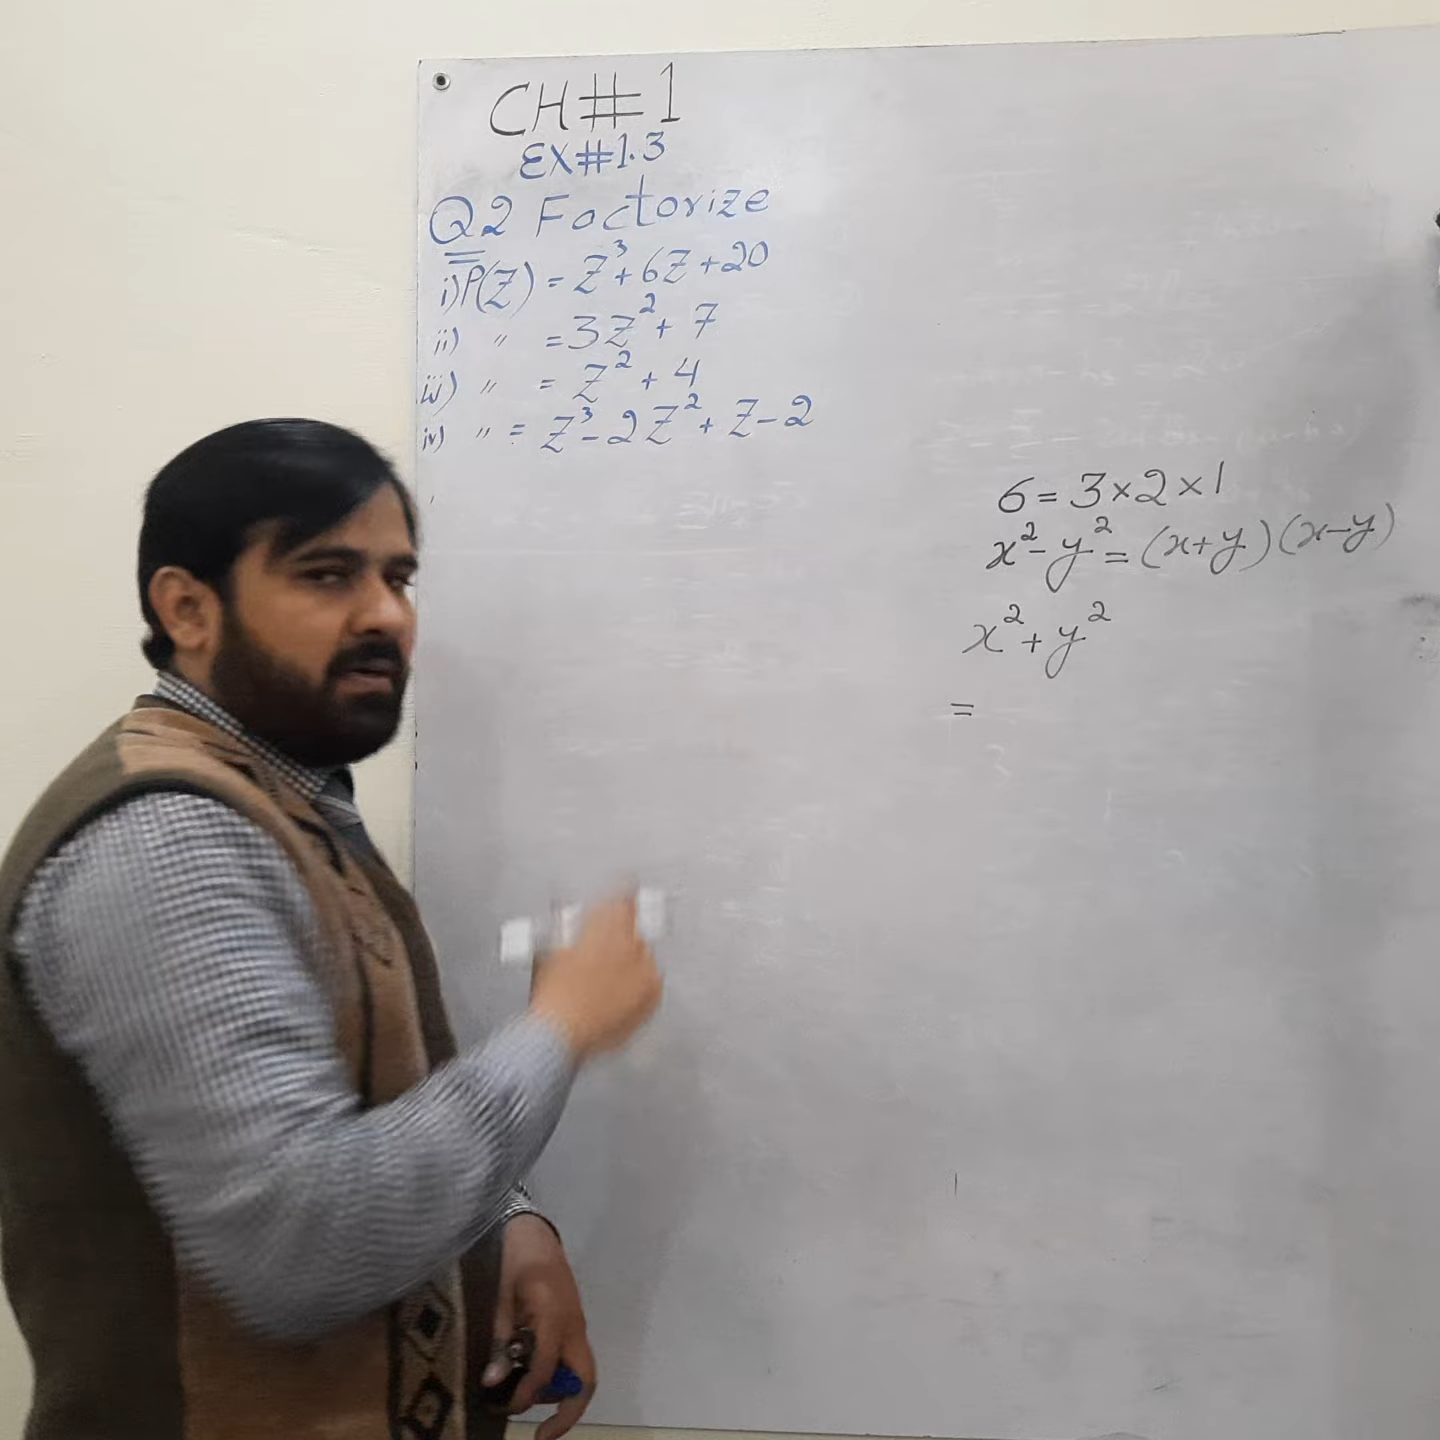 CH#1
EX#1.3
Q2 Factorize
i) P(Z) = Z³+6Z+20
ii) " = 3Z²+7
iii) " = Z²+4
iv) " = Z³-2Z²+Z-2
6=3×2×1
x²-y²=(x+y)(x-y)
x²+y²
=